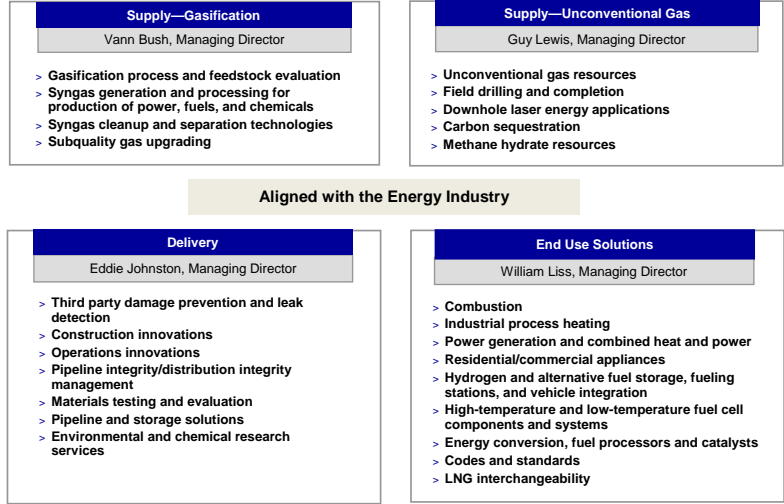 Supply—Gasification
Vann Bush, Managing Director
> Gasification process and feedstock evaluation
> Syngas generation and processing for
production of power, fuels, and chemicals
> Syngas cleanup and separation technologies
> Subquality gas upgrading
Supply—Unconventional Gas
Guy Lewis, Managing Director
> Unconventional gas resources
> Field drilling and completion
> Downhole laser energy applications
> Carbon sequestration
> Methane hydrate resources
Aligned with the Energy Industry
Delivery
Eddie Johnston, Managing Director
> Third party damage prevention and leak
detection
> Construction innovations
> Operations innovations
> Pipeline integrity/distribution integrity
management
> Materials testing and evaluation
> Pipeline and storage solutions
> Environmental and chemical research
services
End Use Solutions
William Liss, Managing Director
> Combustion
> Industrial process heating
> Power generation and combined heat and power
> Residential/commercial appliances
> Hydrogen and alternative fuel storage, fueling
stations, and vehicle integration
> High-temperature and low-temperature fuel cell
components and systems
> Energy conversion, fuel processors and catalysts
> Codes and standards
> LNG interchangeability